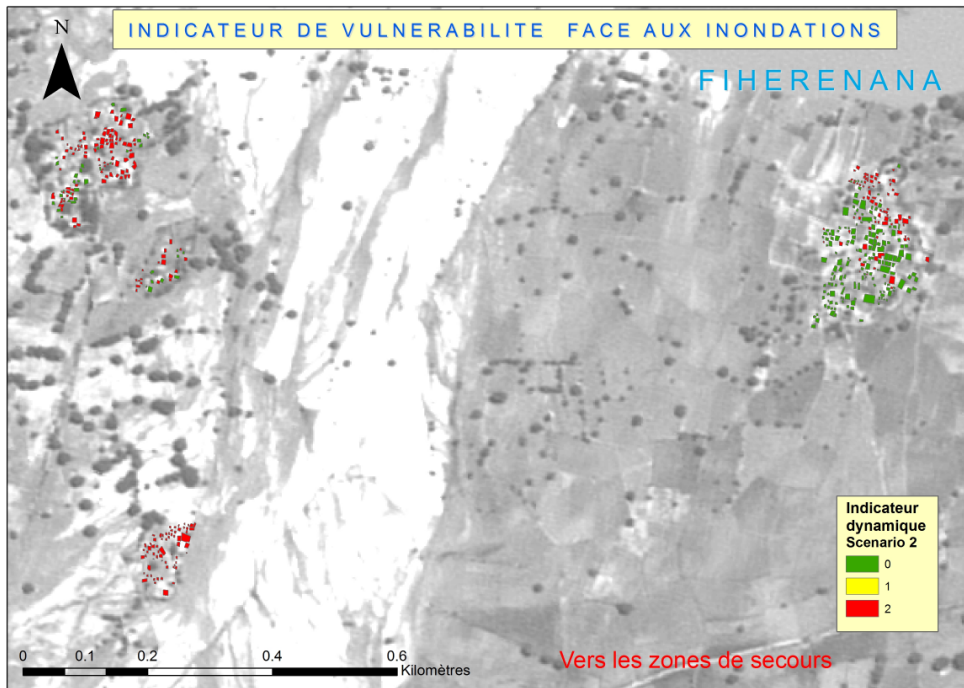 INDICATEUR DE VULNERABILITE FACE AUX INONDATIONS
N
FIHERENANA
Indicateur
dynamique
Scenario 2
0
1
2
0 0.1 0.2 0.4 0.6
Kilomètres
Vers les zones de secours